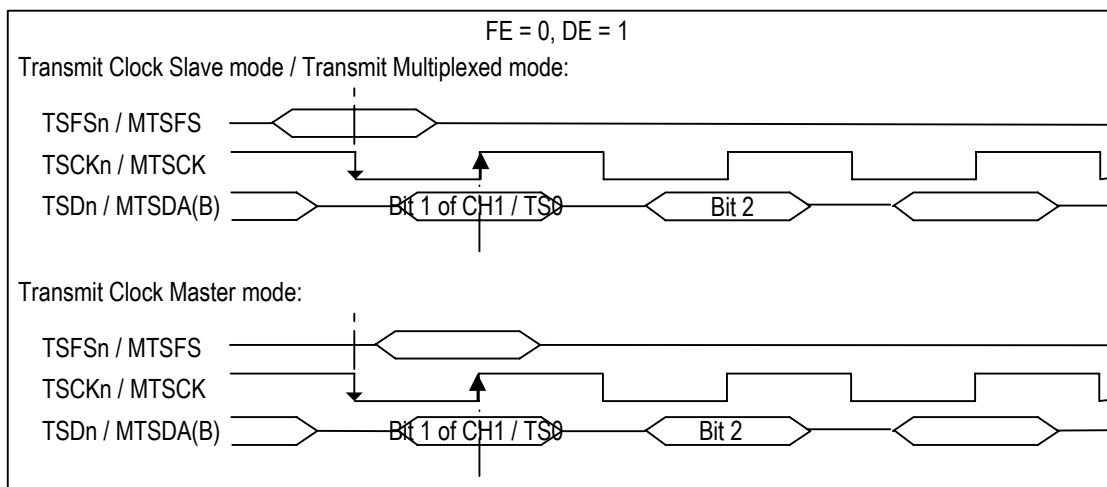 FE = 0, DE = 1
Transmit Clock Slave mode / Transmit Multiplexed mode:
TSFSn / MTSFS
TSCKn / MTSCK
TSDn / MTSDA(B)
Bit 1 of CH1 / TS0
Bit 2
Transmit Clock Master mode:
TSFSn / MTSFS
TSCKn / MTSCK
TSDn / MTSDA(B)
Bit 1 of CH1 / TS0
Bit 2